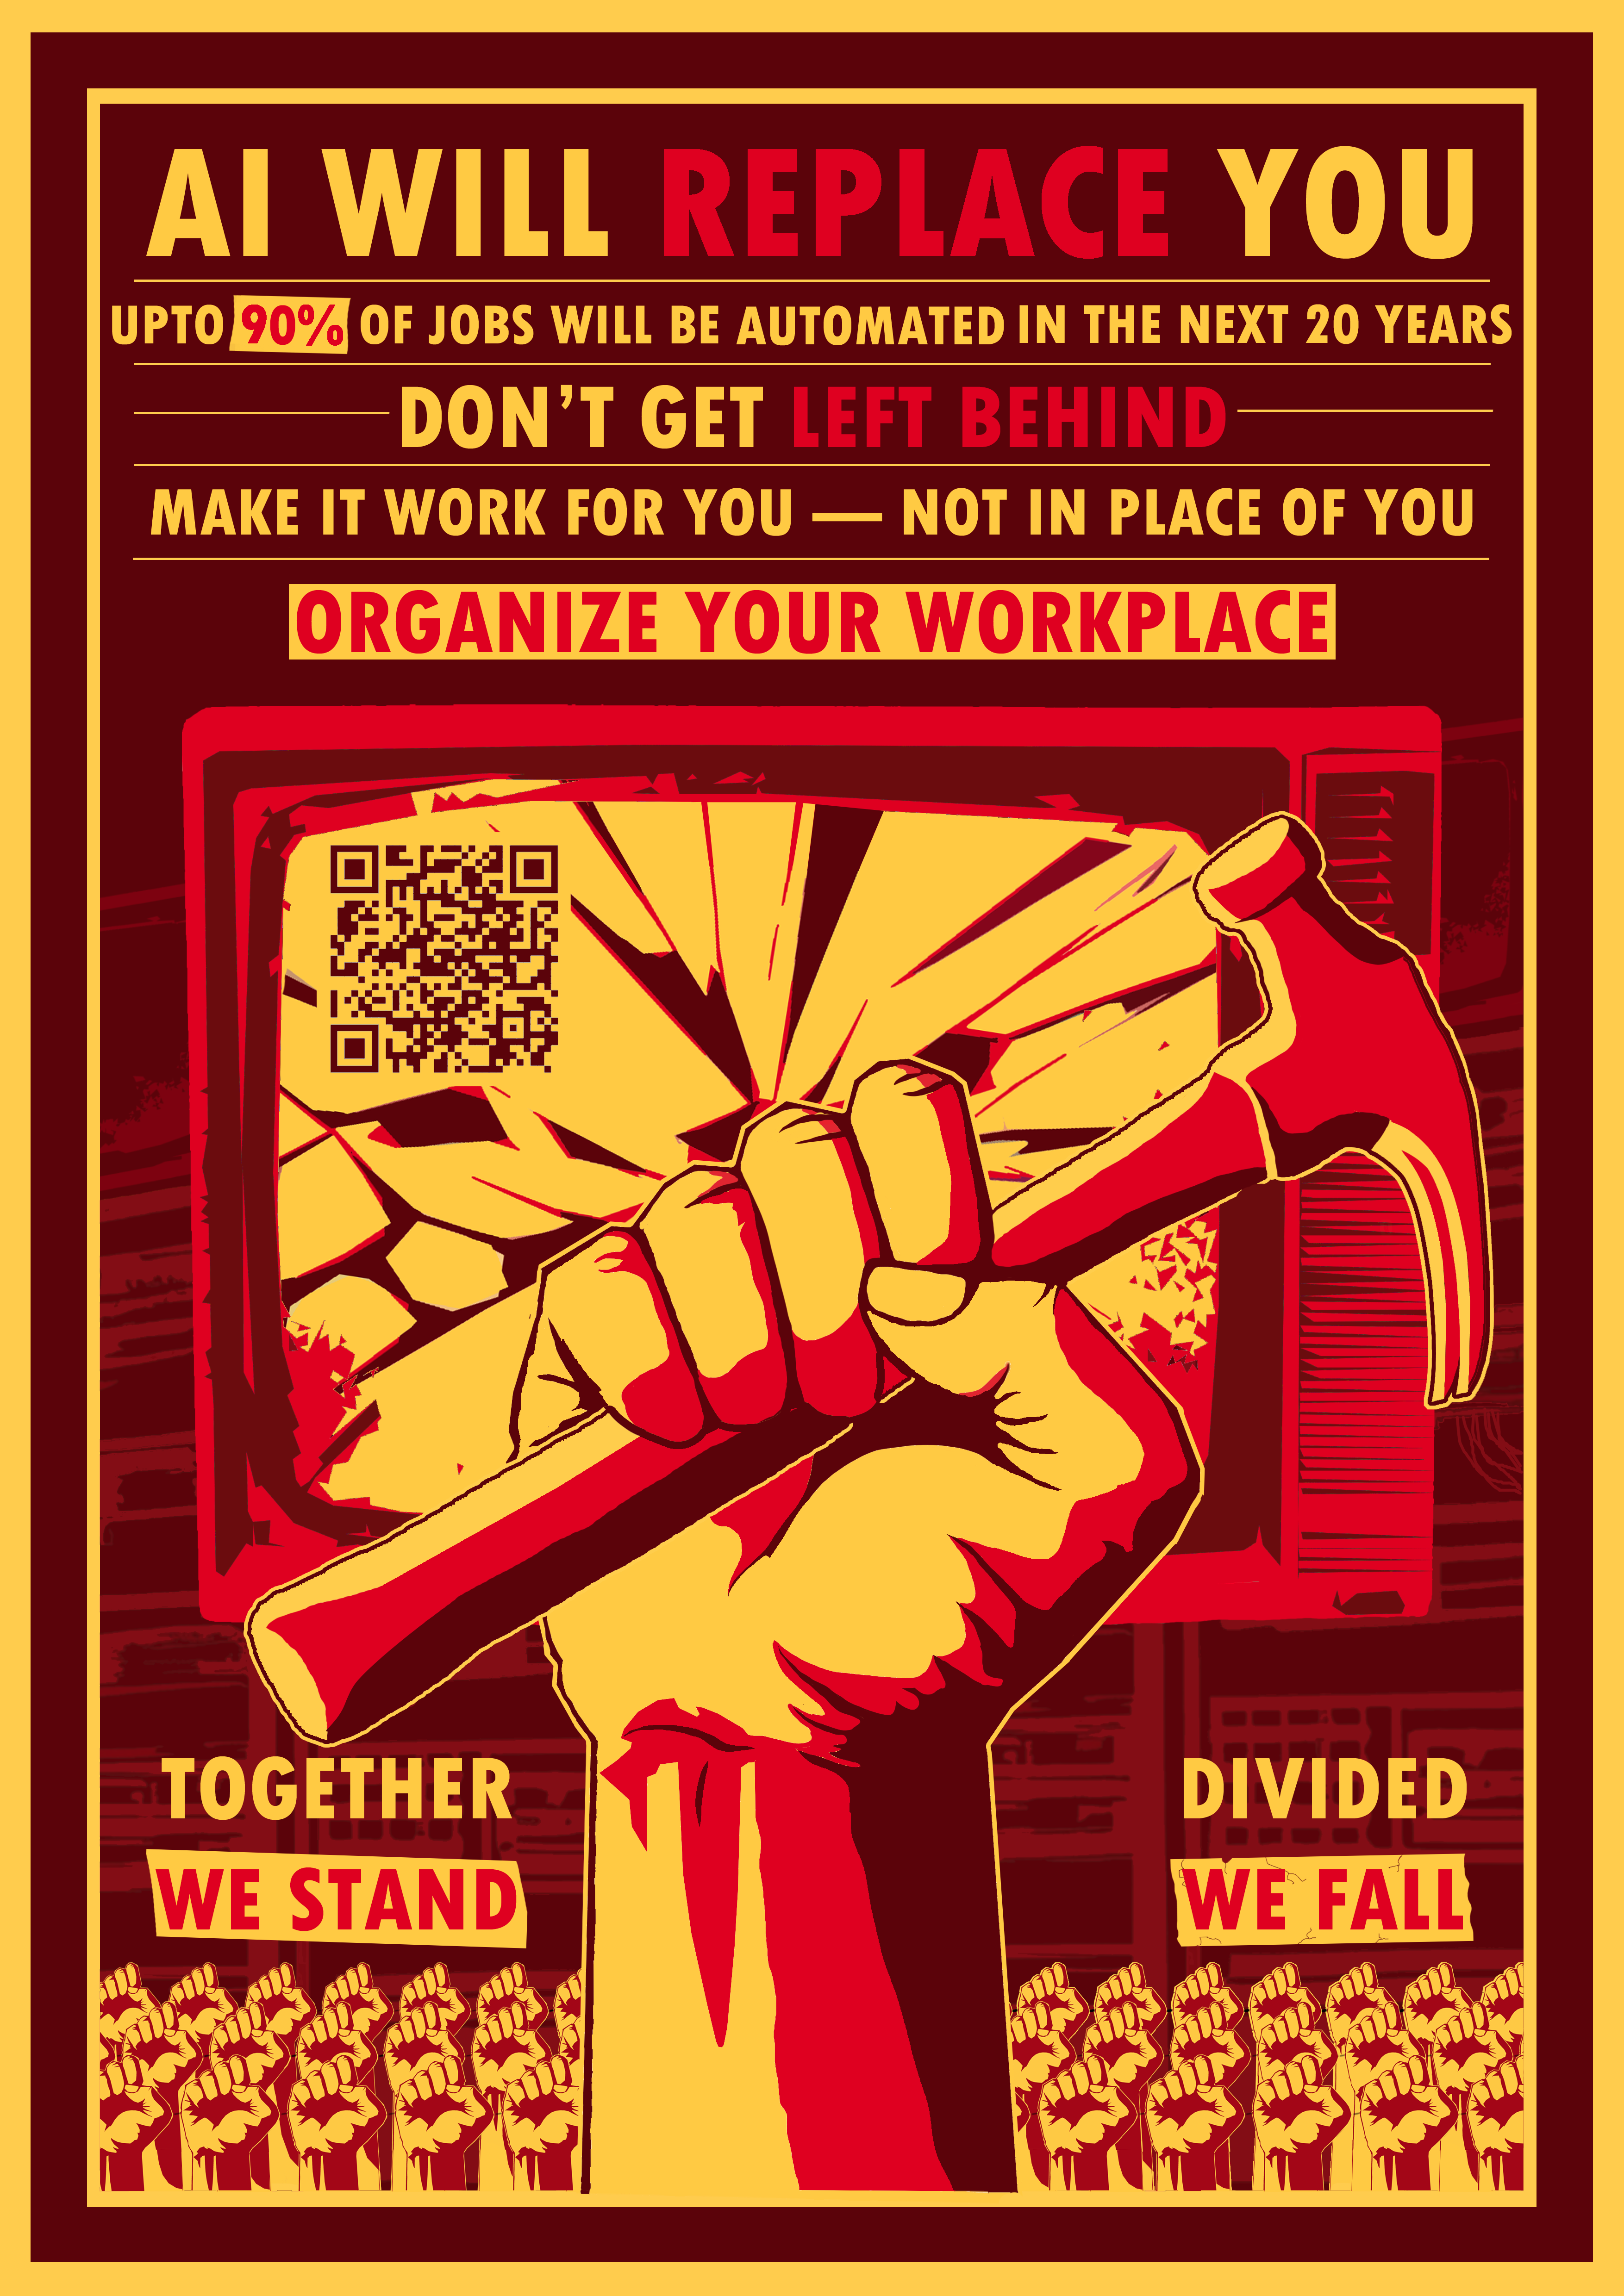 AI WILL REPLACE YOU
UPTO 90% OF JOBS WILL BE AUTOMATED IN THE NEXT 20 YEARS
DON'T GET LEFT BEHIND
MAKE IT WORK FOR YOU — NOT IN PLACE OF YOU
ORGANIZE YOUR WORKPLACE
TOGETHER
WE STAND
DIVIDED
WE FALL